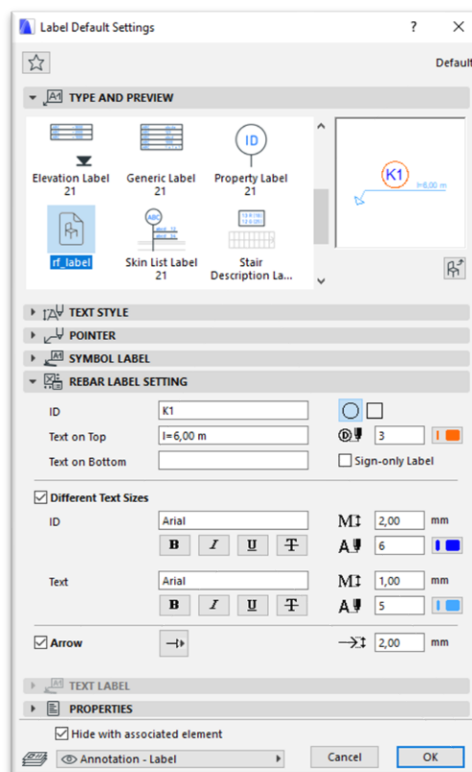 Label Default Settings ? ×
Default
A1 TYPE AND PREVIEW
Elevation Label
21
Generic Label
21
ID
Property Label
21
rf_label
ABC
Skin List Label
21
Stair
Description La...
K1
l=6,00 m
TEXT STYLE
POINTER
SYMBOL LABEL
REBAR LABEL SETTING
ID K1
Text on Top l=6,00 m 3
Text on Bottom Sign-only Label
Different Text Sizes
ID Arial M 2,00 mm
B I U T A 6
Text Arial M 1,00 mm
B I U T A 5
Arrow 2,00 mm
A1 TEXT LABEL
PROPERTIES
Hide with associated element
Annotation - Label Cancel OK